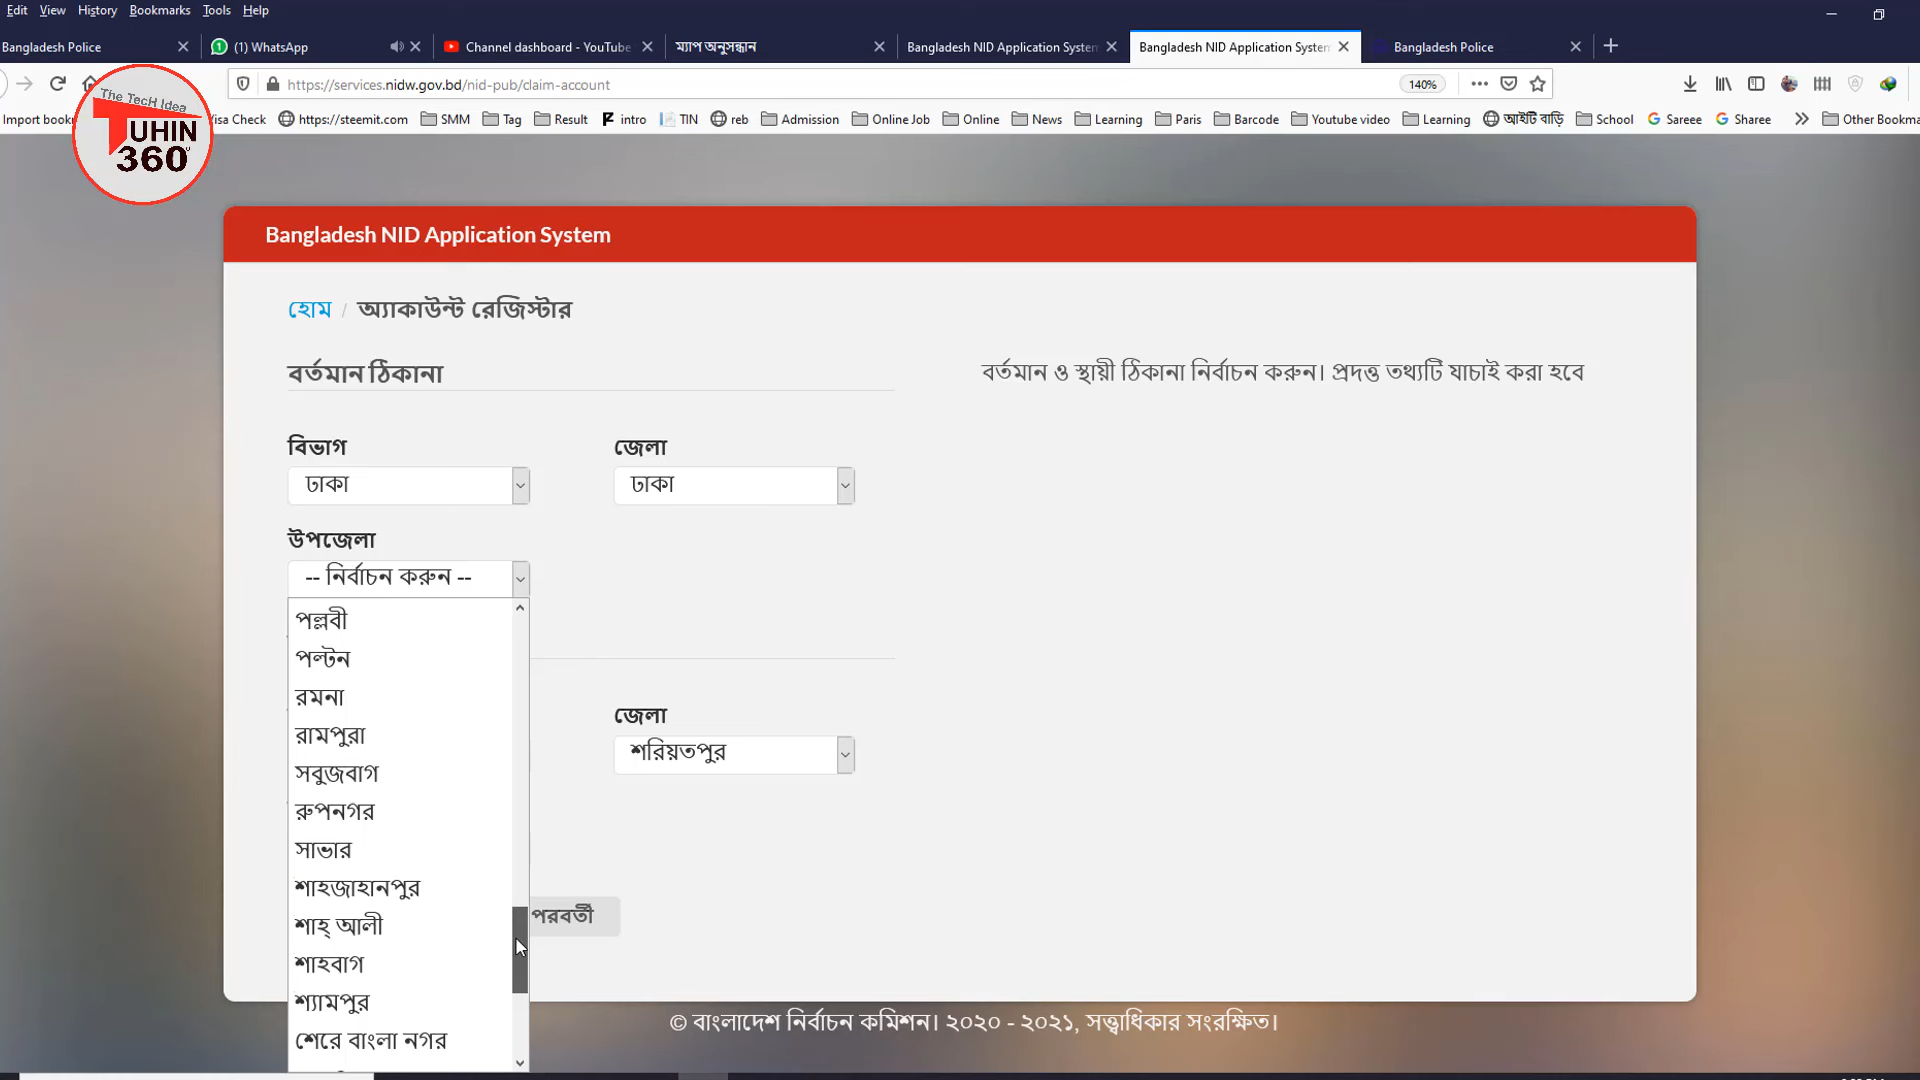 Edit View History Bookmarks Tools Help
Bangladesh Police
(1) WhatsApp
Channel dashboard - YouTube
ম্যাপ অনুসন্ধান
Bangladesh NID Application System
Bangladesh NID Application System
Bangladesh Police
https://services.nidw.gov.bd/nid-pub/claim-account
140%
Import bookm
Visa Check
https://steemit.com
SMM
Tag
Result
intro
TIN
reb
Admission
Online Job
Online
News
Learning
Paris
Barcode
Youtube video
Learning
আইটি বাড়ি
School
Sareee
Sharee
Other Bookma
The TecH Idea
TUHIN
360°
Bangladesh NID Application System
হোম / অ্যাকাউন্ট রেজিস্টার
বর্তমান ঠিকানা
বর্তমান ও স্থায়ী ঠিকানা নির্বাচন করুন। প্রদত্ত তথ্যটি যাচাই করা হবে
বিভাগ
জেলা
ঢাকা
ঢাকা
উপজেলা
-- নির্বাচন করুন --
পল্লবী
পল্টন
রমনা
রামপুরা
সবুজবাগ
রুপনগর
সাভার
শাহজাহানপুর
শাহ্ আলী
শাহবাগ
শ্যামপুর
শেরে বাংলা নগর
জেলা
শরিয়তপুর
পরবর্তী
© বাংলাদেশ নির্বাচন কমিশন। ২০২০ - ২০২১, সত্ত্বাধিকার সংরক্ষিত।